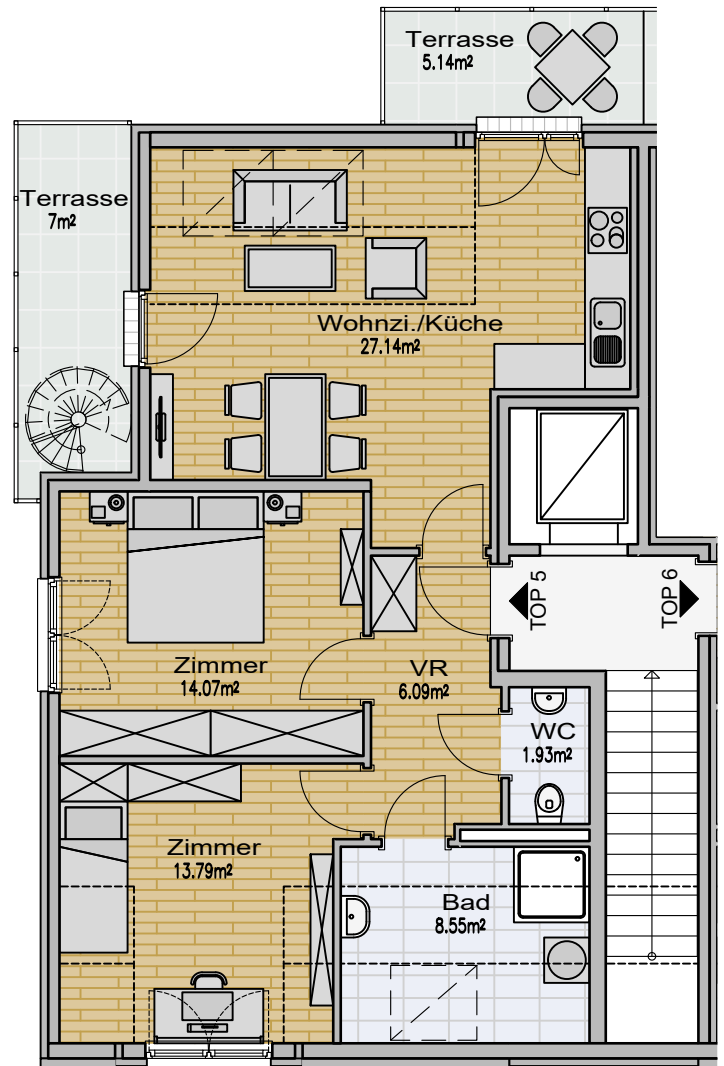 Terrasse
5.14m²
Terrasse
7m²
Wohnzi./Küche
27.14m²
TOP 5
TOP 6
Zimmer
14.07m²
VR
6.09m²
WC
1.93m²
Zimmer
13.79m²
Bad
8.55m²